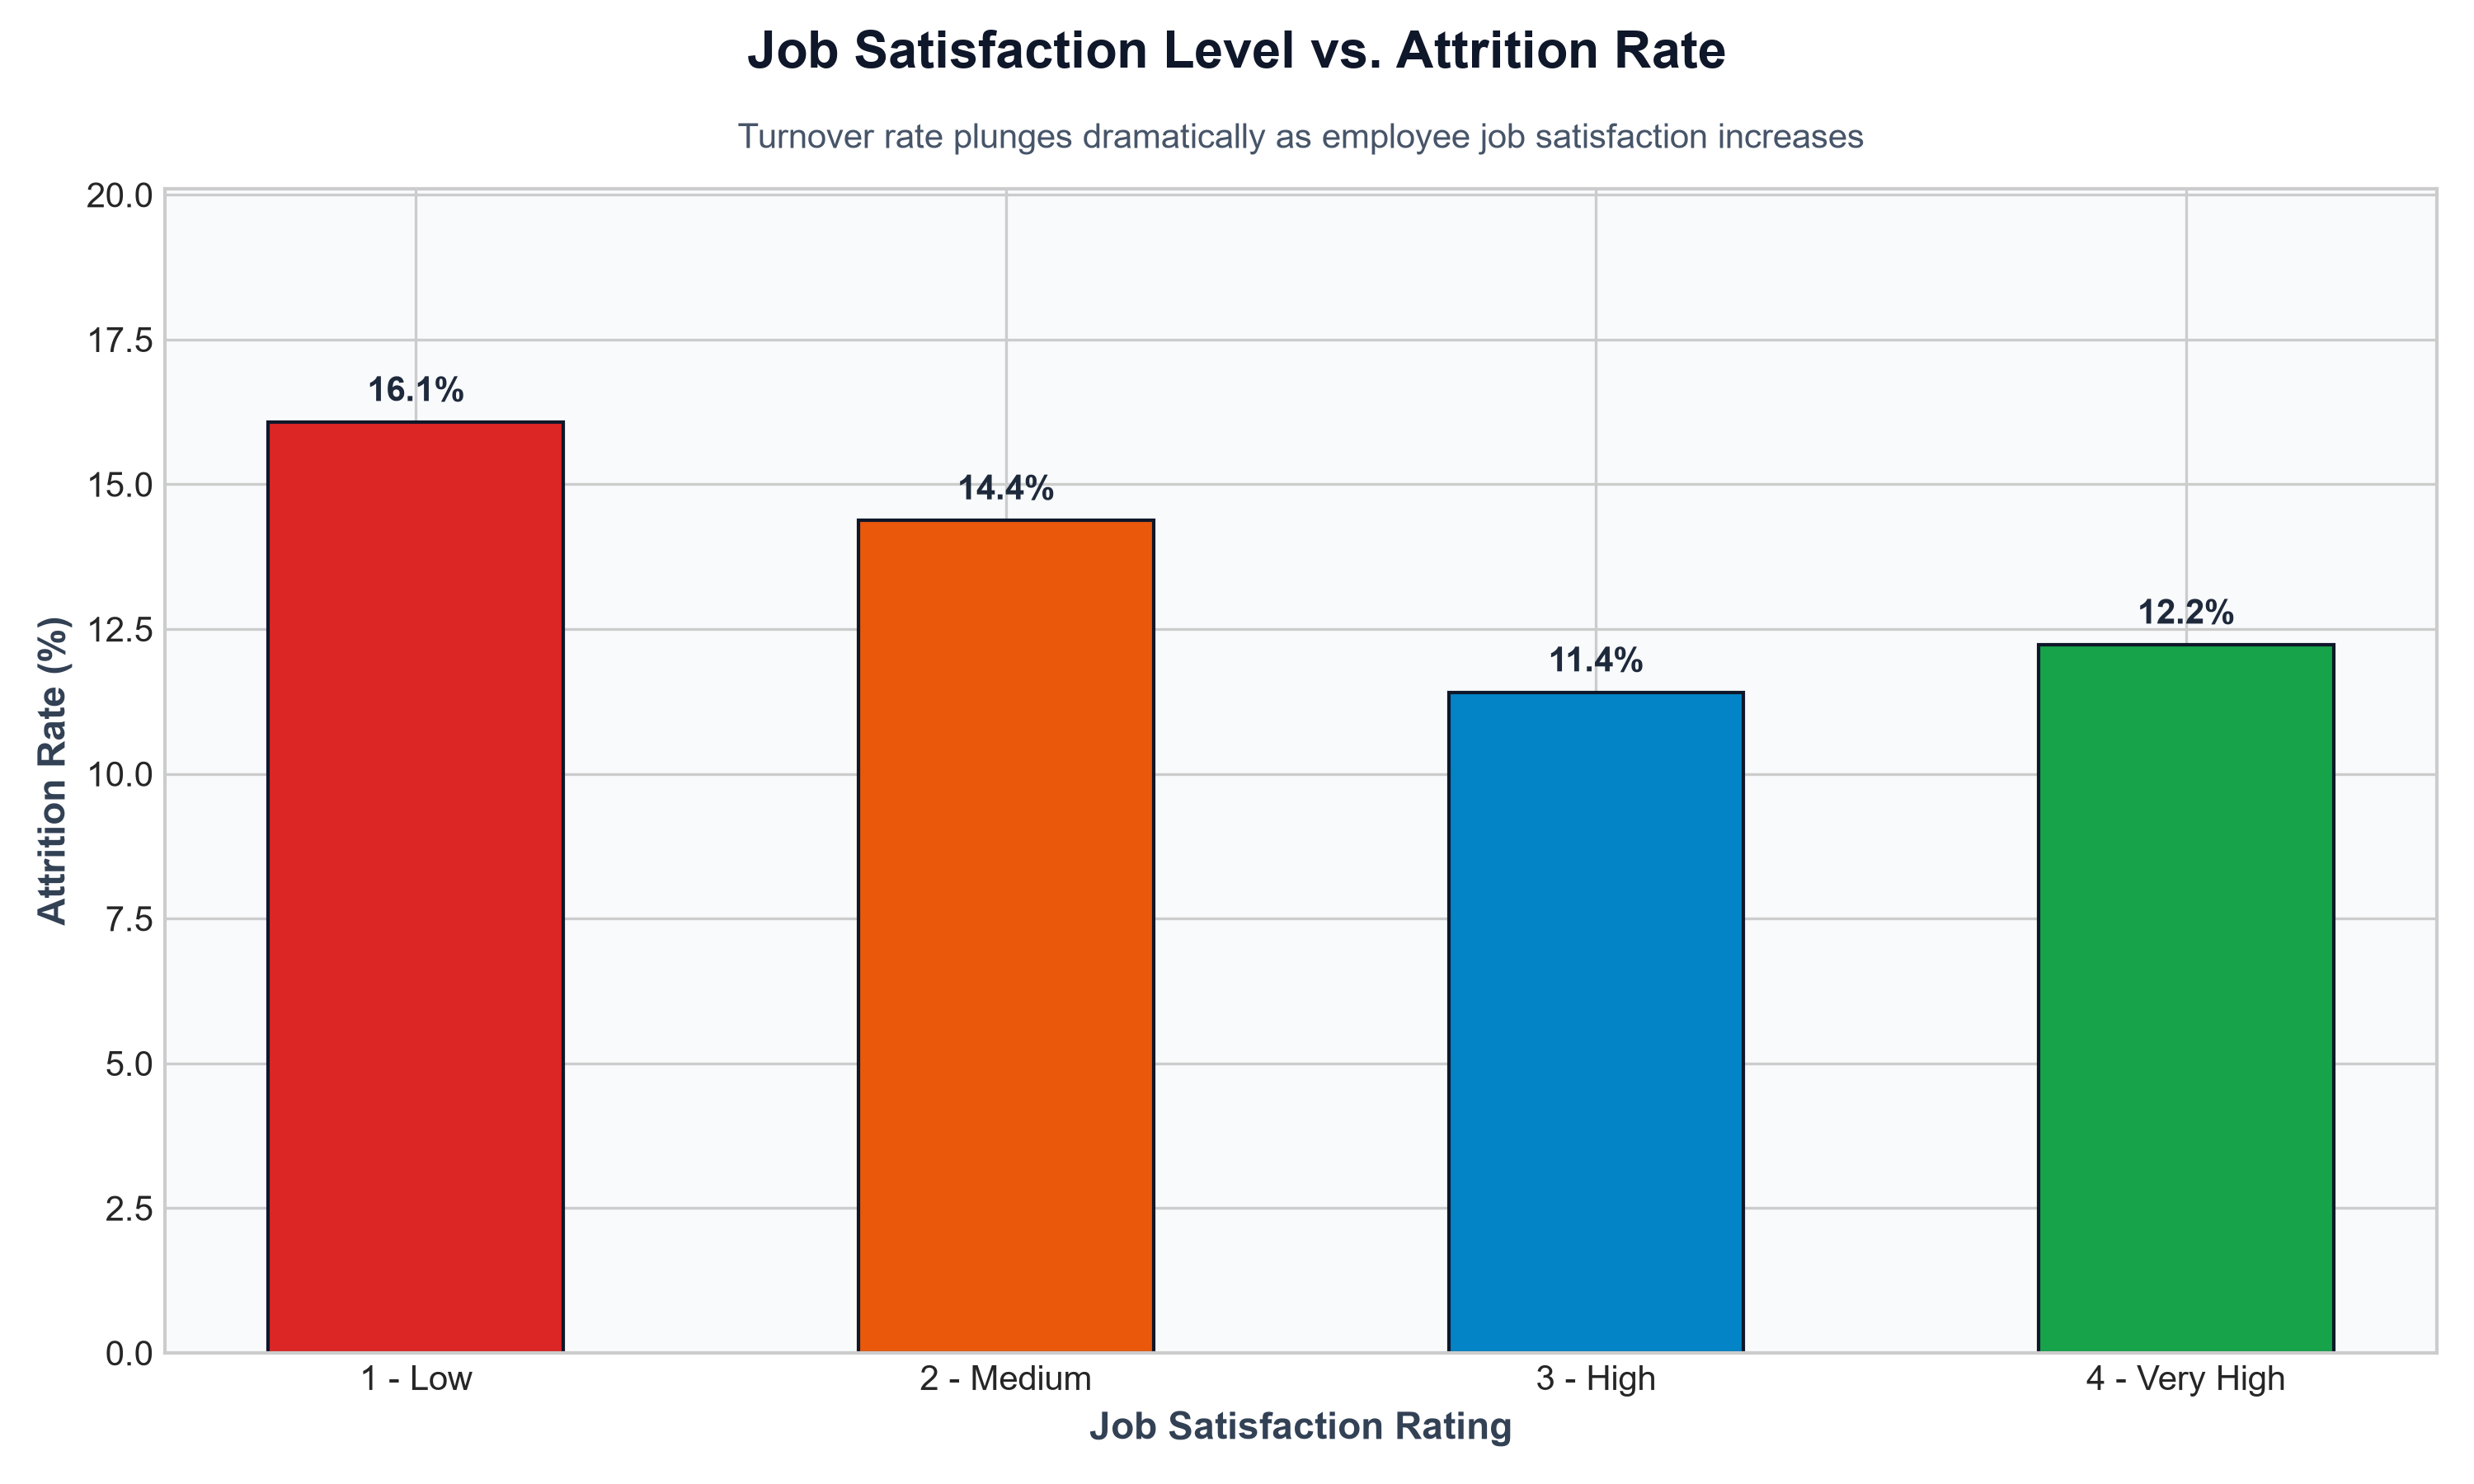 Job Satisfaction Level vs. Attrition Rate
Turnover rate plunges dramatically as employee job satisfaction increases
20.0
17.5
15.0
12.5
10.0
7.5
5.0
2.5
0.0
Attrition Rate (%)
16.1%
14.4%
11.4%
12.2%
1 - Low
2 - Medium
3 - High
4 - Very High
Job Satisfaction Rating